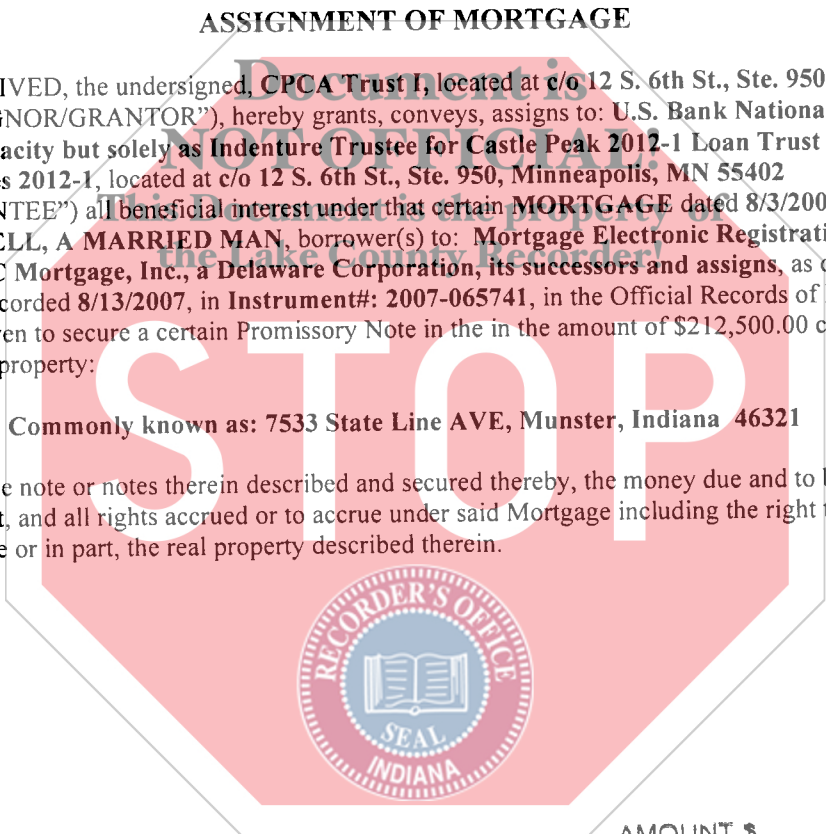 ASSIGNMENT OF MORTGAGE
IVED, the undersigned, CPCA Trust I, located at c/o 12 S. 6th St., Ste. 950
GNOR/GRANTOR”), hereby grants, conveys, assigns to: U.S. Bank Nationa
acity but solely as Indenture Trustee for Castle Peak 2012-1 Loan Trust
s 2012-1, located at c/o 12 S. 6th St., Ste. 950, Minneapolis, MN 55402
NTEE”) all beneficial interest under that certain MORTGAGE dated 8/3/200
ELL, A MARRIED MAN, borrower(s) to: Mortgage Electronic Registrati
C Mortgage, Inc., a Delaware Corporation, its successors and assigns, as
corded 8/13/2007, in Instrument#: 2007-065741, in the Official Records of
en to secure a certain Promissory Note in the in the amount of $212,500.00 c
property:
Commonly known as: 7533 State Line AVE, Munster, Indiana 46321
e note or notes therein described and secured thereby, the money due and to b
t, and all rights accrued or to accrue under said Mortgage including the right
e or in part, the real property described therein.
Document is
NOT OFFICIAL!
This Document is the property of
the Lake County Recorder!
STOP
RECORDER'S OFFICE
SEAL
INDIANA
AMOUNT $